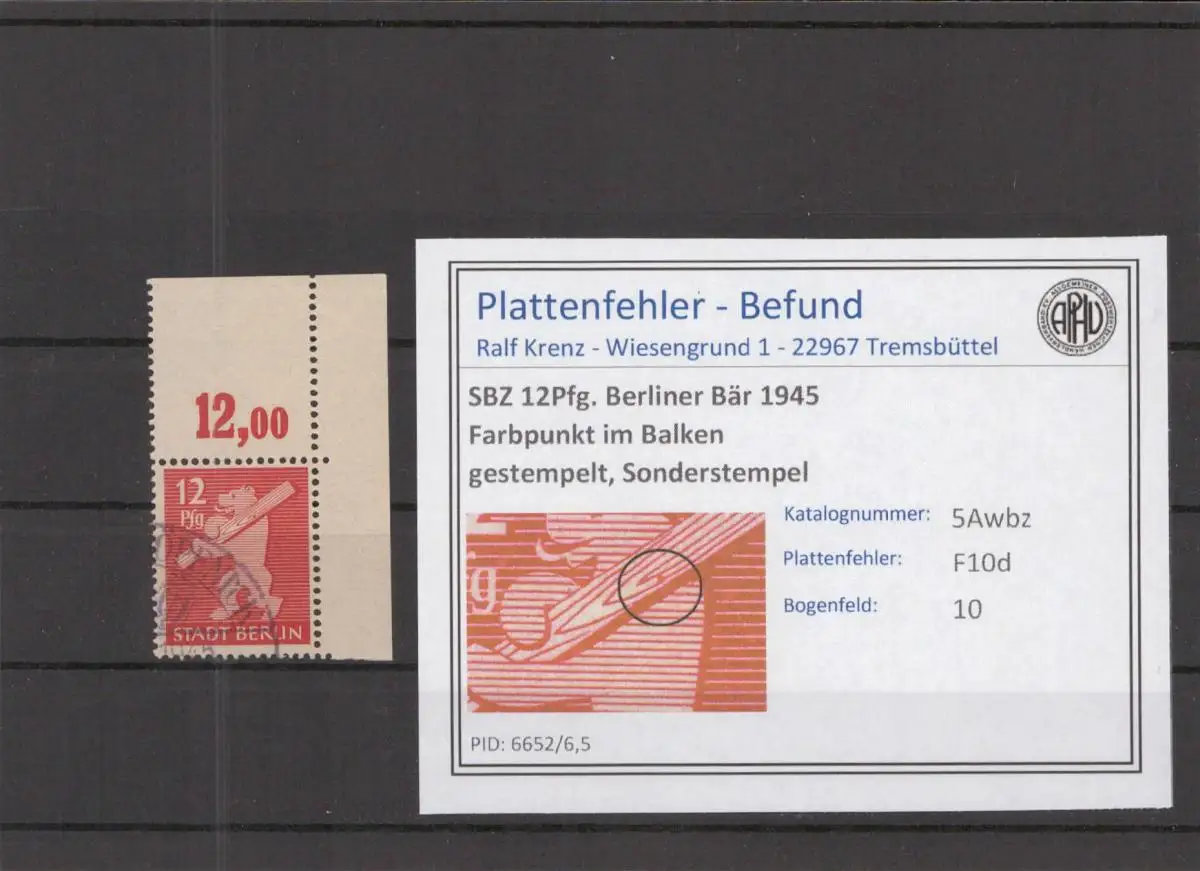 12,00
12
Pfg
STADT BERLIN
Plattenfehler - Befund
Ralf Krenz - Wiesengrund 1 - 22967 Tremsbüttel
APHV
SBZ 12Pfg. Berliner Bär 1945
Farbpunkt im Balken
gestempelt, Sonderstempel
Katalognummer: 5Awbz
Plattenfehler: F10d
Bogenfeld: 10
PID: 6652/6,5